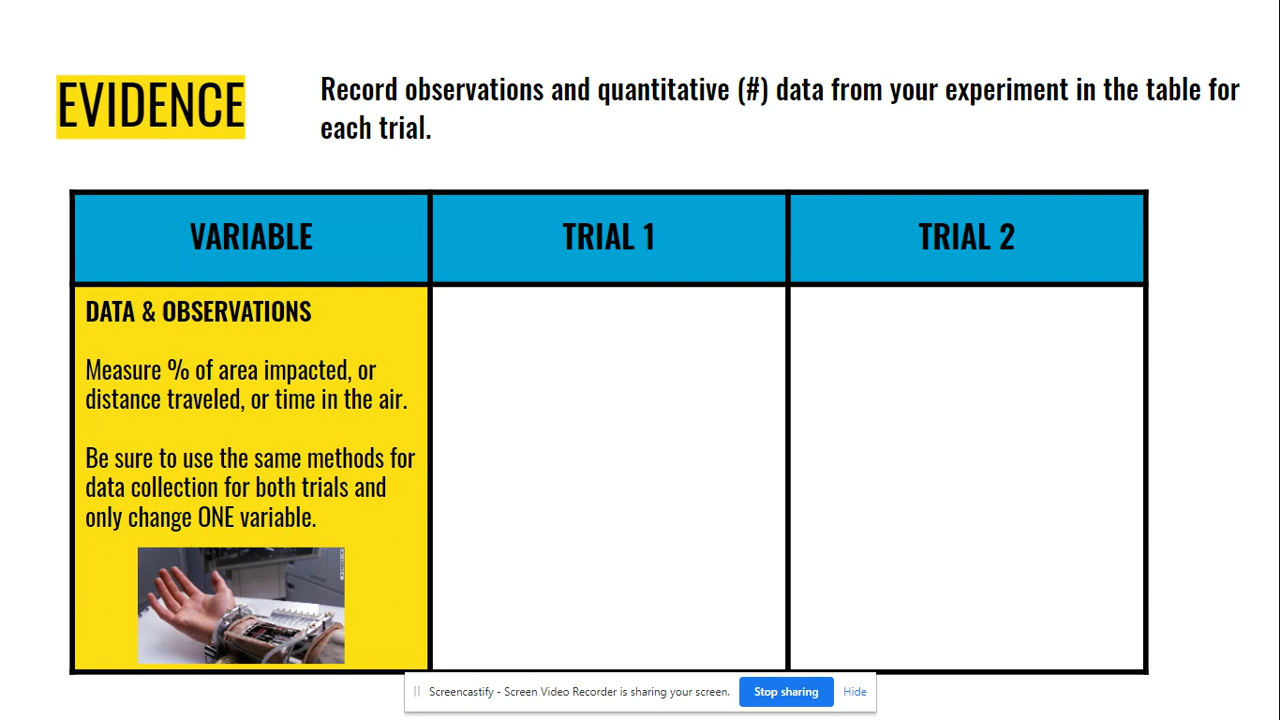 EVIDENCE
Record observations and quantitative (#) data from your experiment in the table for
each trial.
VARIABLE
TRIAL 1
TRIAL 2
DATA & OBSERVATIONS
Measure % of area impacted, or
distance traveled, or time in the air.
Be sure to use the same methods for
data collection for both trials and
only change ONE variable.
Screencastify - Screen Video Recorder is sharing your screen.
Stop sharing
Hide